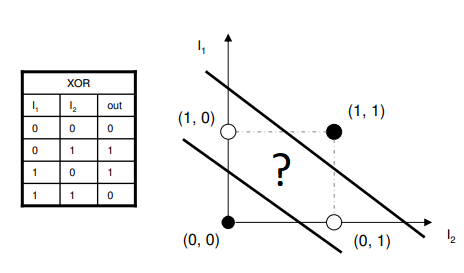 XOR
I₁ I₂ out
0 0 0
0 1 1
1 0 1
1 1 0
I₁
(1, 0)
(1, 1)
?
(0, 0)
(0, 1)
I₂